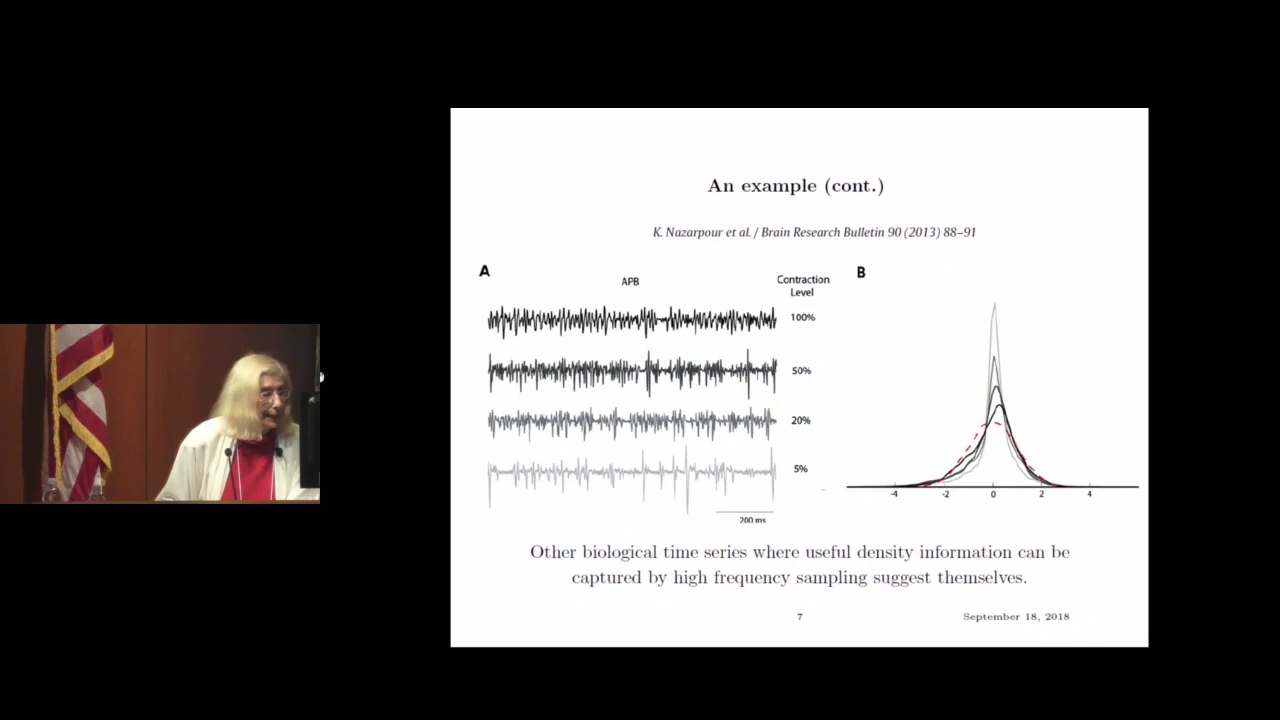 An example (cont.)
K. Nazarpour et al. / Brain Research Bulletin 90 (2013) 88–91
A
APB
Contraction
Level
100%
50%
20%
5%
200 ms
B
-4
-2
0
2
4
Other biological time series where useful density information can be
captured by high frequency sampling suggest themselves.
7
September 18, 2018